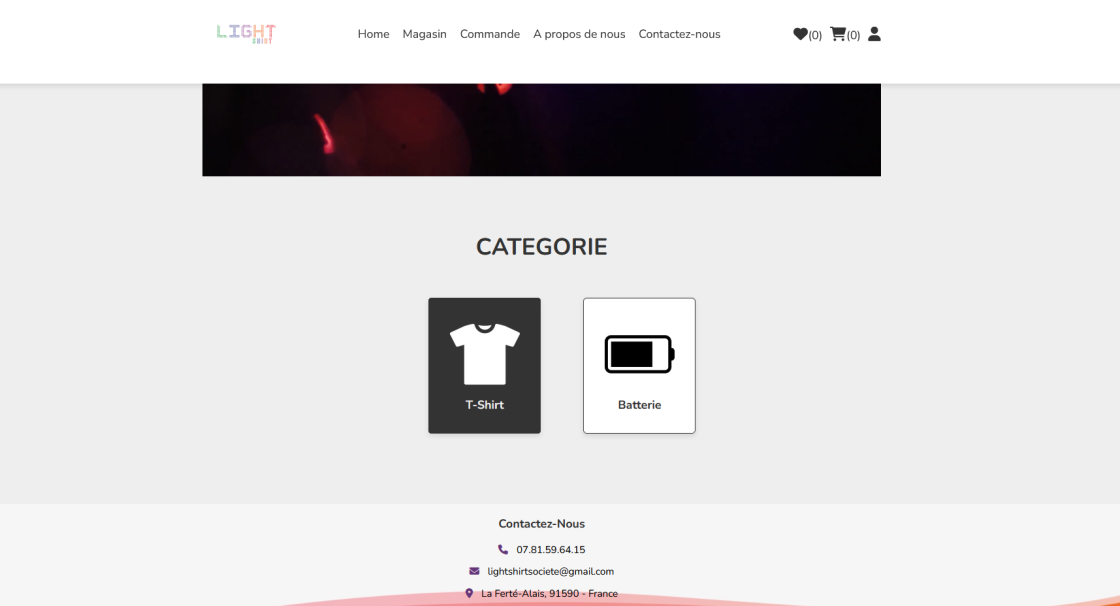 LIGHT
SHIRT
Home Magasin Commande A propos de nous Contactez-nous (0) (0)
CATEGORIE
T-Shirt Batterie
Contactez-Nous
07.81.59.64.15
lightshirtsociete@gmail.com
La Ferté-Alais, 91590 - France